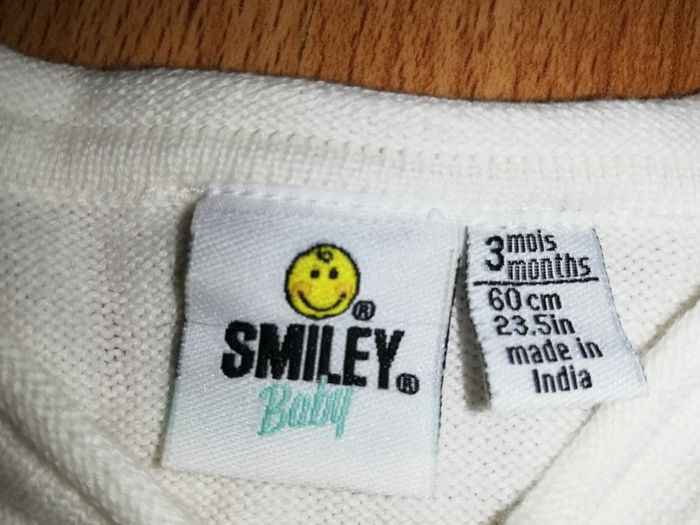 ®
SMILEY®
Baby
3 mois
months
60 cm
23.5in
made in
India